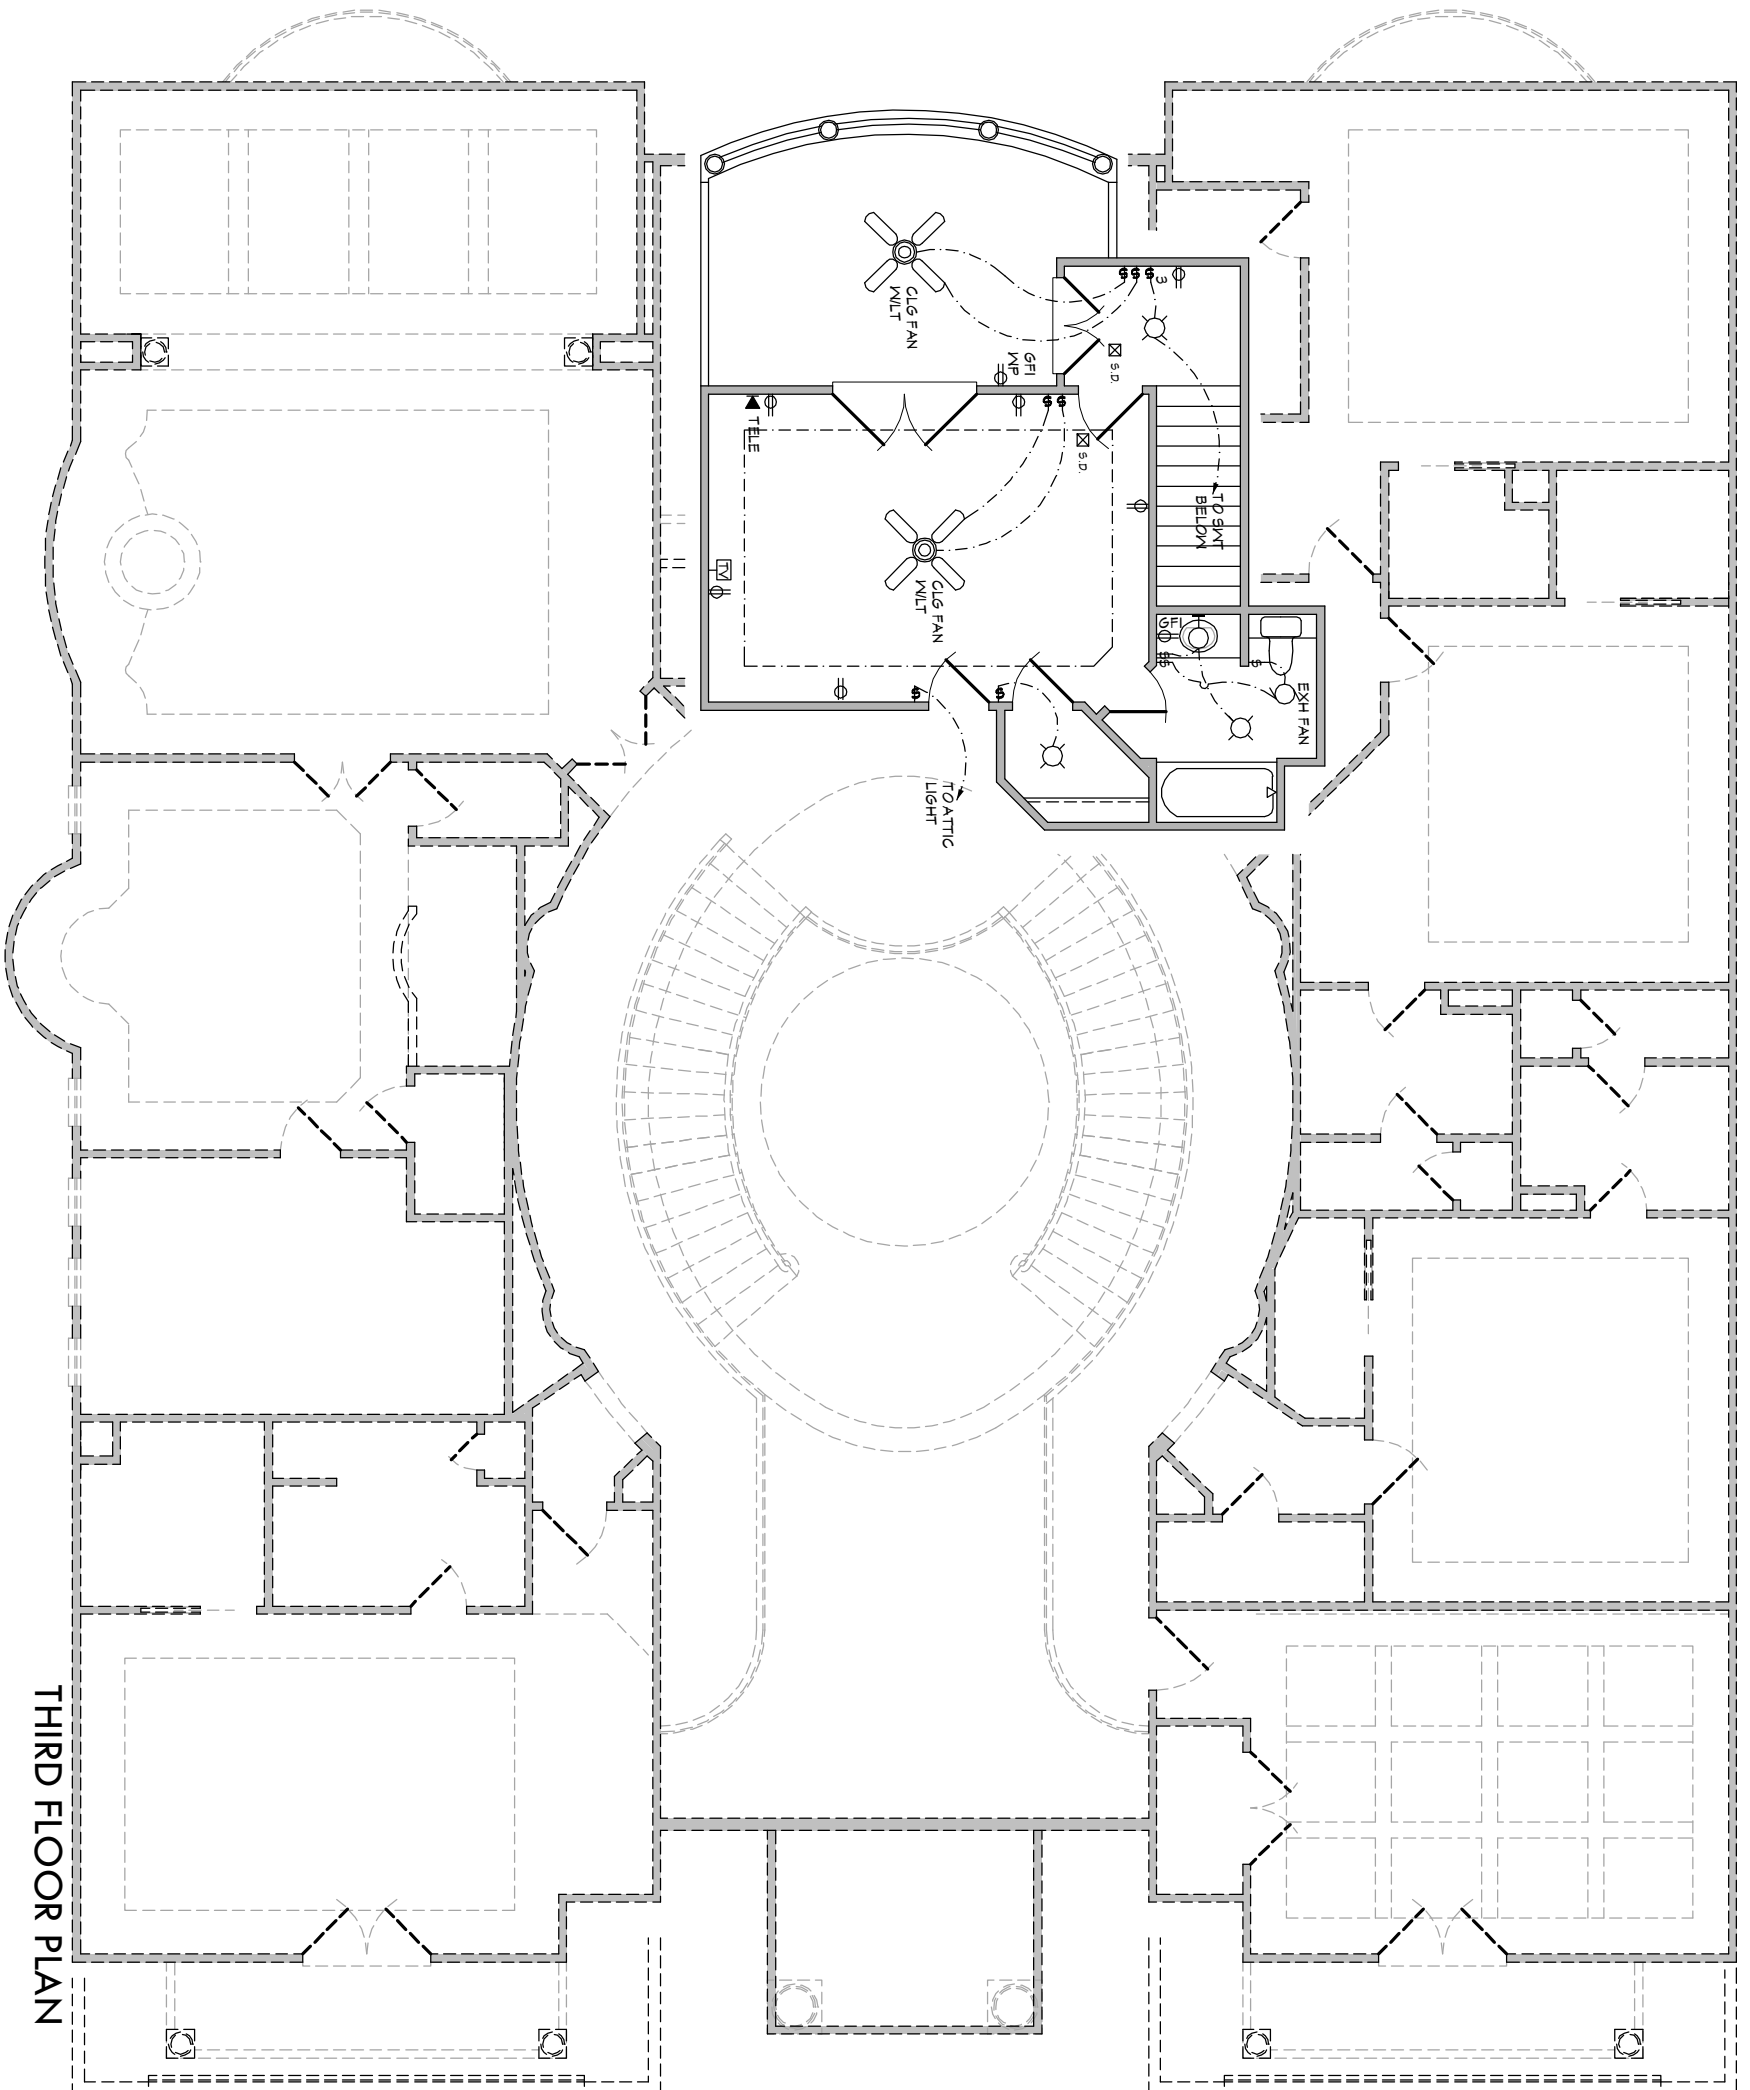 CLG FAN
W/LT
$ $ $ 3
S.D.
GFI
WP
TELE
$ $
S.D.
TO SWT
BELOW
CLG FAN
W/LT
TV
GFI
$$
$
EXH FAN
$
$
TO ATTIC
LIGHT
THIRD FLOOR PLAN